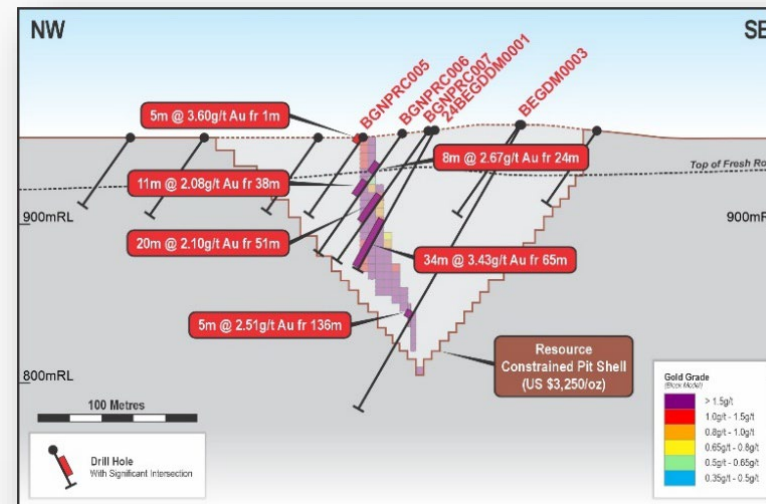 NW
SE
BGNPRC005
BGNPRC006
BGNPRC007
24BEGDDM0001
BEGDM0003
5m @ 3.60g/t Au fr 1m
8m @ 2.67g/t Au fr 24m
Top of Fresh Ro
11m @ 2.08g/t Au fr 38m
900mRL
900mR
20m @ 2.10g/t Au fr 51m
34m @ 3.43g/t Au fr 65m
5m @ 2.51g/t Au fr 136m
Resource
Constrained Pit Shell
(US $3,250/oz)
800mRL
100 Metres
Drill Hole
With Significant Intersection
Gold Grade
(Block Model)
> 1.5g/t
1.0g/t - 1.5g/t
0.8g/t - 1.0g/t
0.65g/t - 0.8g/t
0.5g/t - 0.65g/t
0.35g/t - 0.5g/t